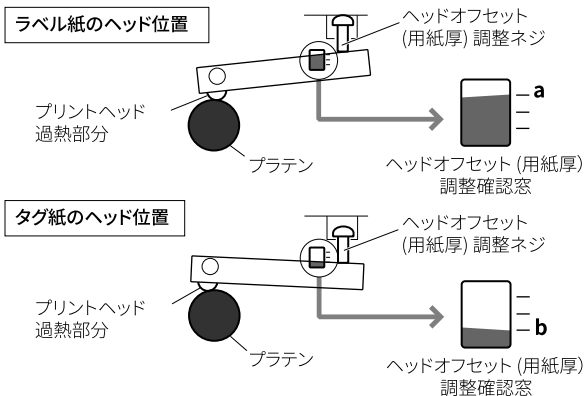 ラベル紙のヘッド位置
ヘッドオフセット
(用紙厚) 調整ネジ
a
プリントヘッド
過熱部分
プラテン
ヘッドオフセット (用紙厚)
調整確認窓
タグ紙のヘッド位置
ヘッドオフセット
(用紙厚) 調整ネジ
プリントヘッド
過熱部分
b
プラテン
ヘッドオフセット (用紙厚)
調整確認窓